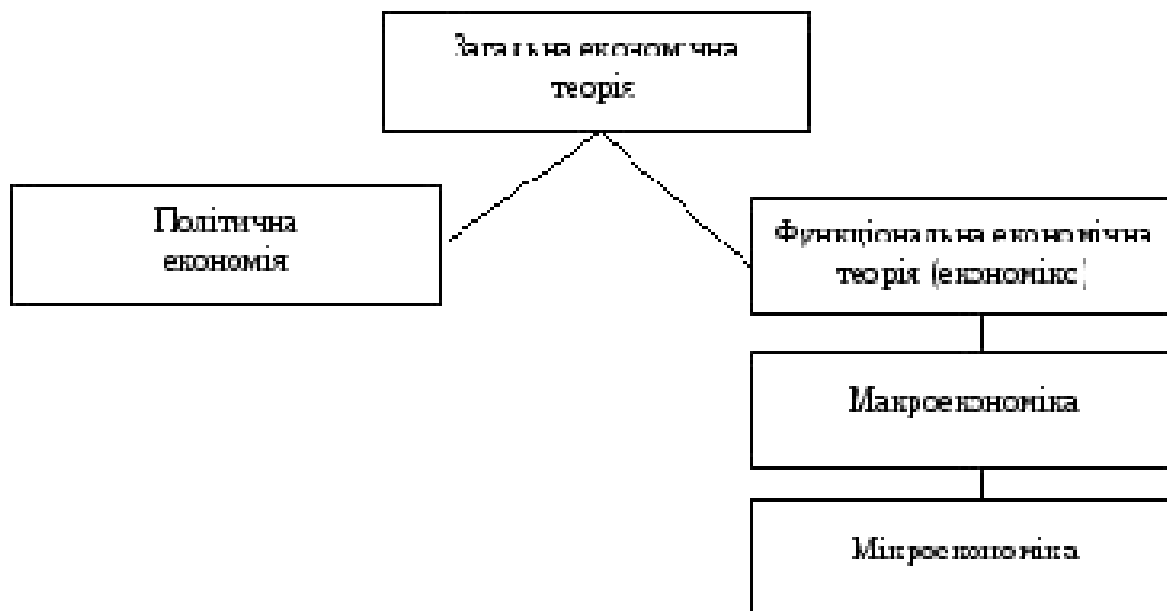 Загальна економічна
теорія
Політична
економія
Функціональна економічна
теорія (економікс)
Макроекономіка
Мікроекономіка